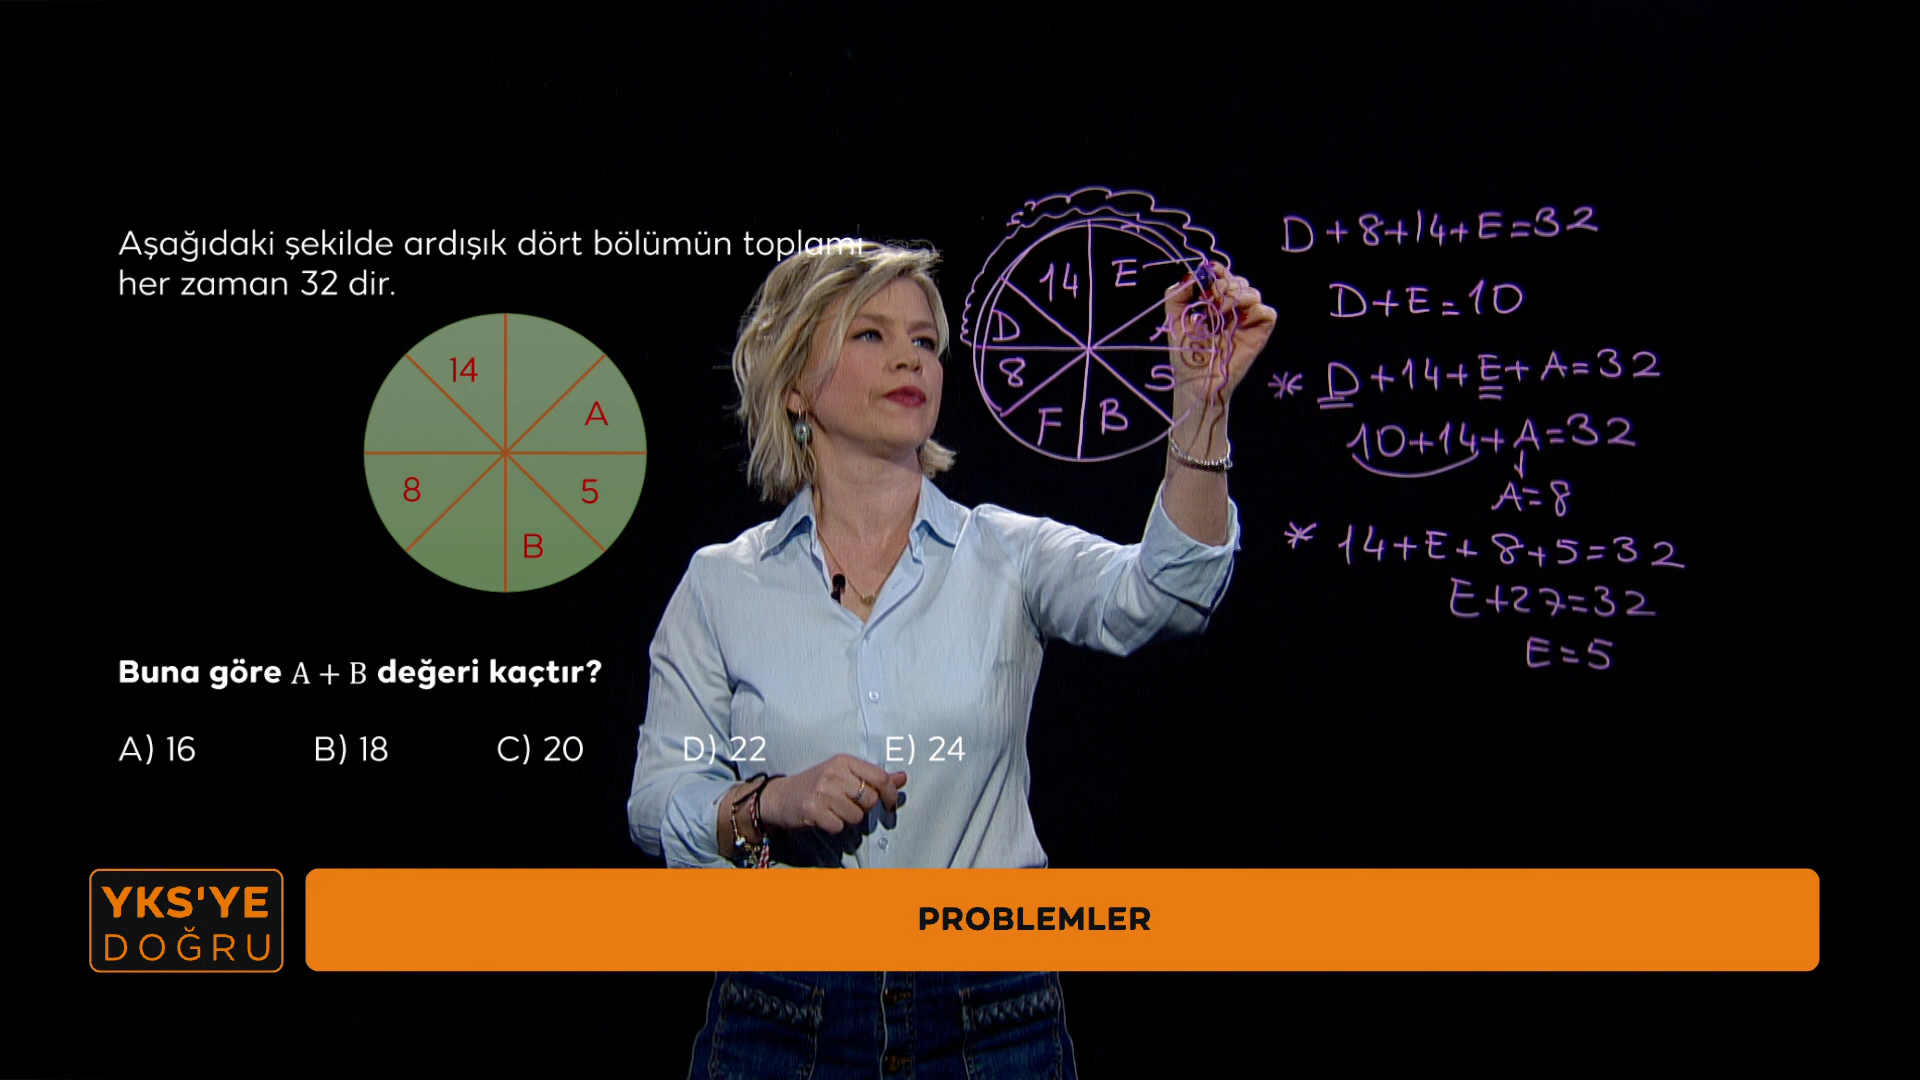 Aşağıdaki şekilde ardışık dört bölümün toplamı
her zaman 32 dir.
14
A
8
5
B
Buna göre A + B değeri kaçtır?
A) 16 B) 18 C) 20 D) 22 E) 24
14 E
D A
8 5
F B
D+8+14+E=32
D+E=10
* D+14+E+A=32
10+14+A=32
A=8
* 14+E+8+5=32
E+27=32
E=5
YKS'YE
DOĞRU
PROBLEMLER